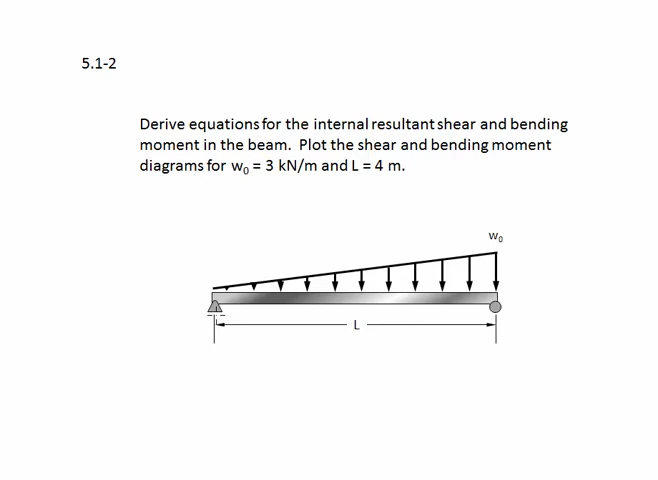 5.1-2
Derive equations for the internal resultant shear and bending
moment in the beam. Plot the shear and bending moment
diagrams for w₀ = 3 kN/m and L = 4 m.
w₀
L